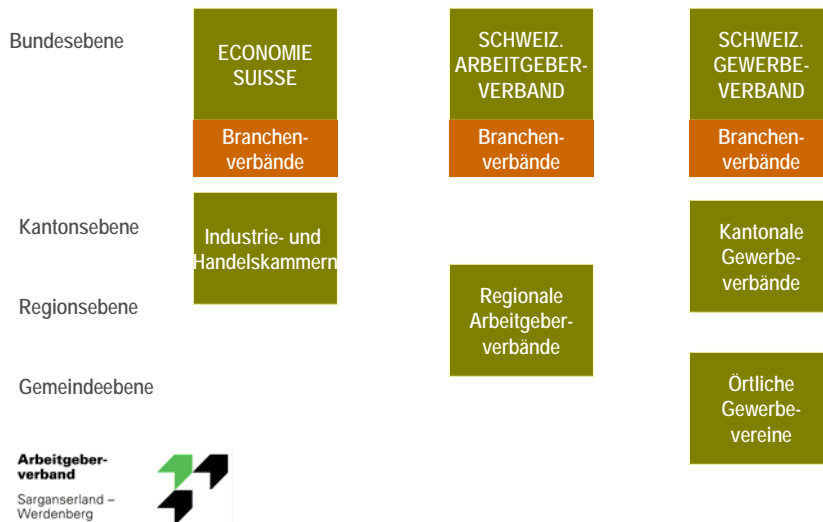 Bundesebene
ECONOMIE
SUISSE
SCHWEIZ.
ARBEITGEBER-
VERBAND
SCHWEIZ.
GEWERBE-
VERBAND
Branchen-
verbände
Branchen-
verbände
Branchen-
verbände
Kantonsebene
Industrie- und
Handelskammern
Kantonale
Gewerbe-
verbände
Regionsebene
Regionale
Arbeitgeber-
verbände
Gemeindeebene
Örtliche
Gewerbe-
vereine
Arbeitgeber-
verband
Sarganserland –
Werdenberg